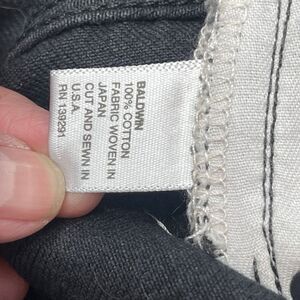 BALDWIN
100% COTTON
FABRIC WOVEN IN
JAPAN
CUT AND SEWN IN
U.S.A.
RN 139291